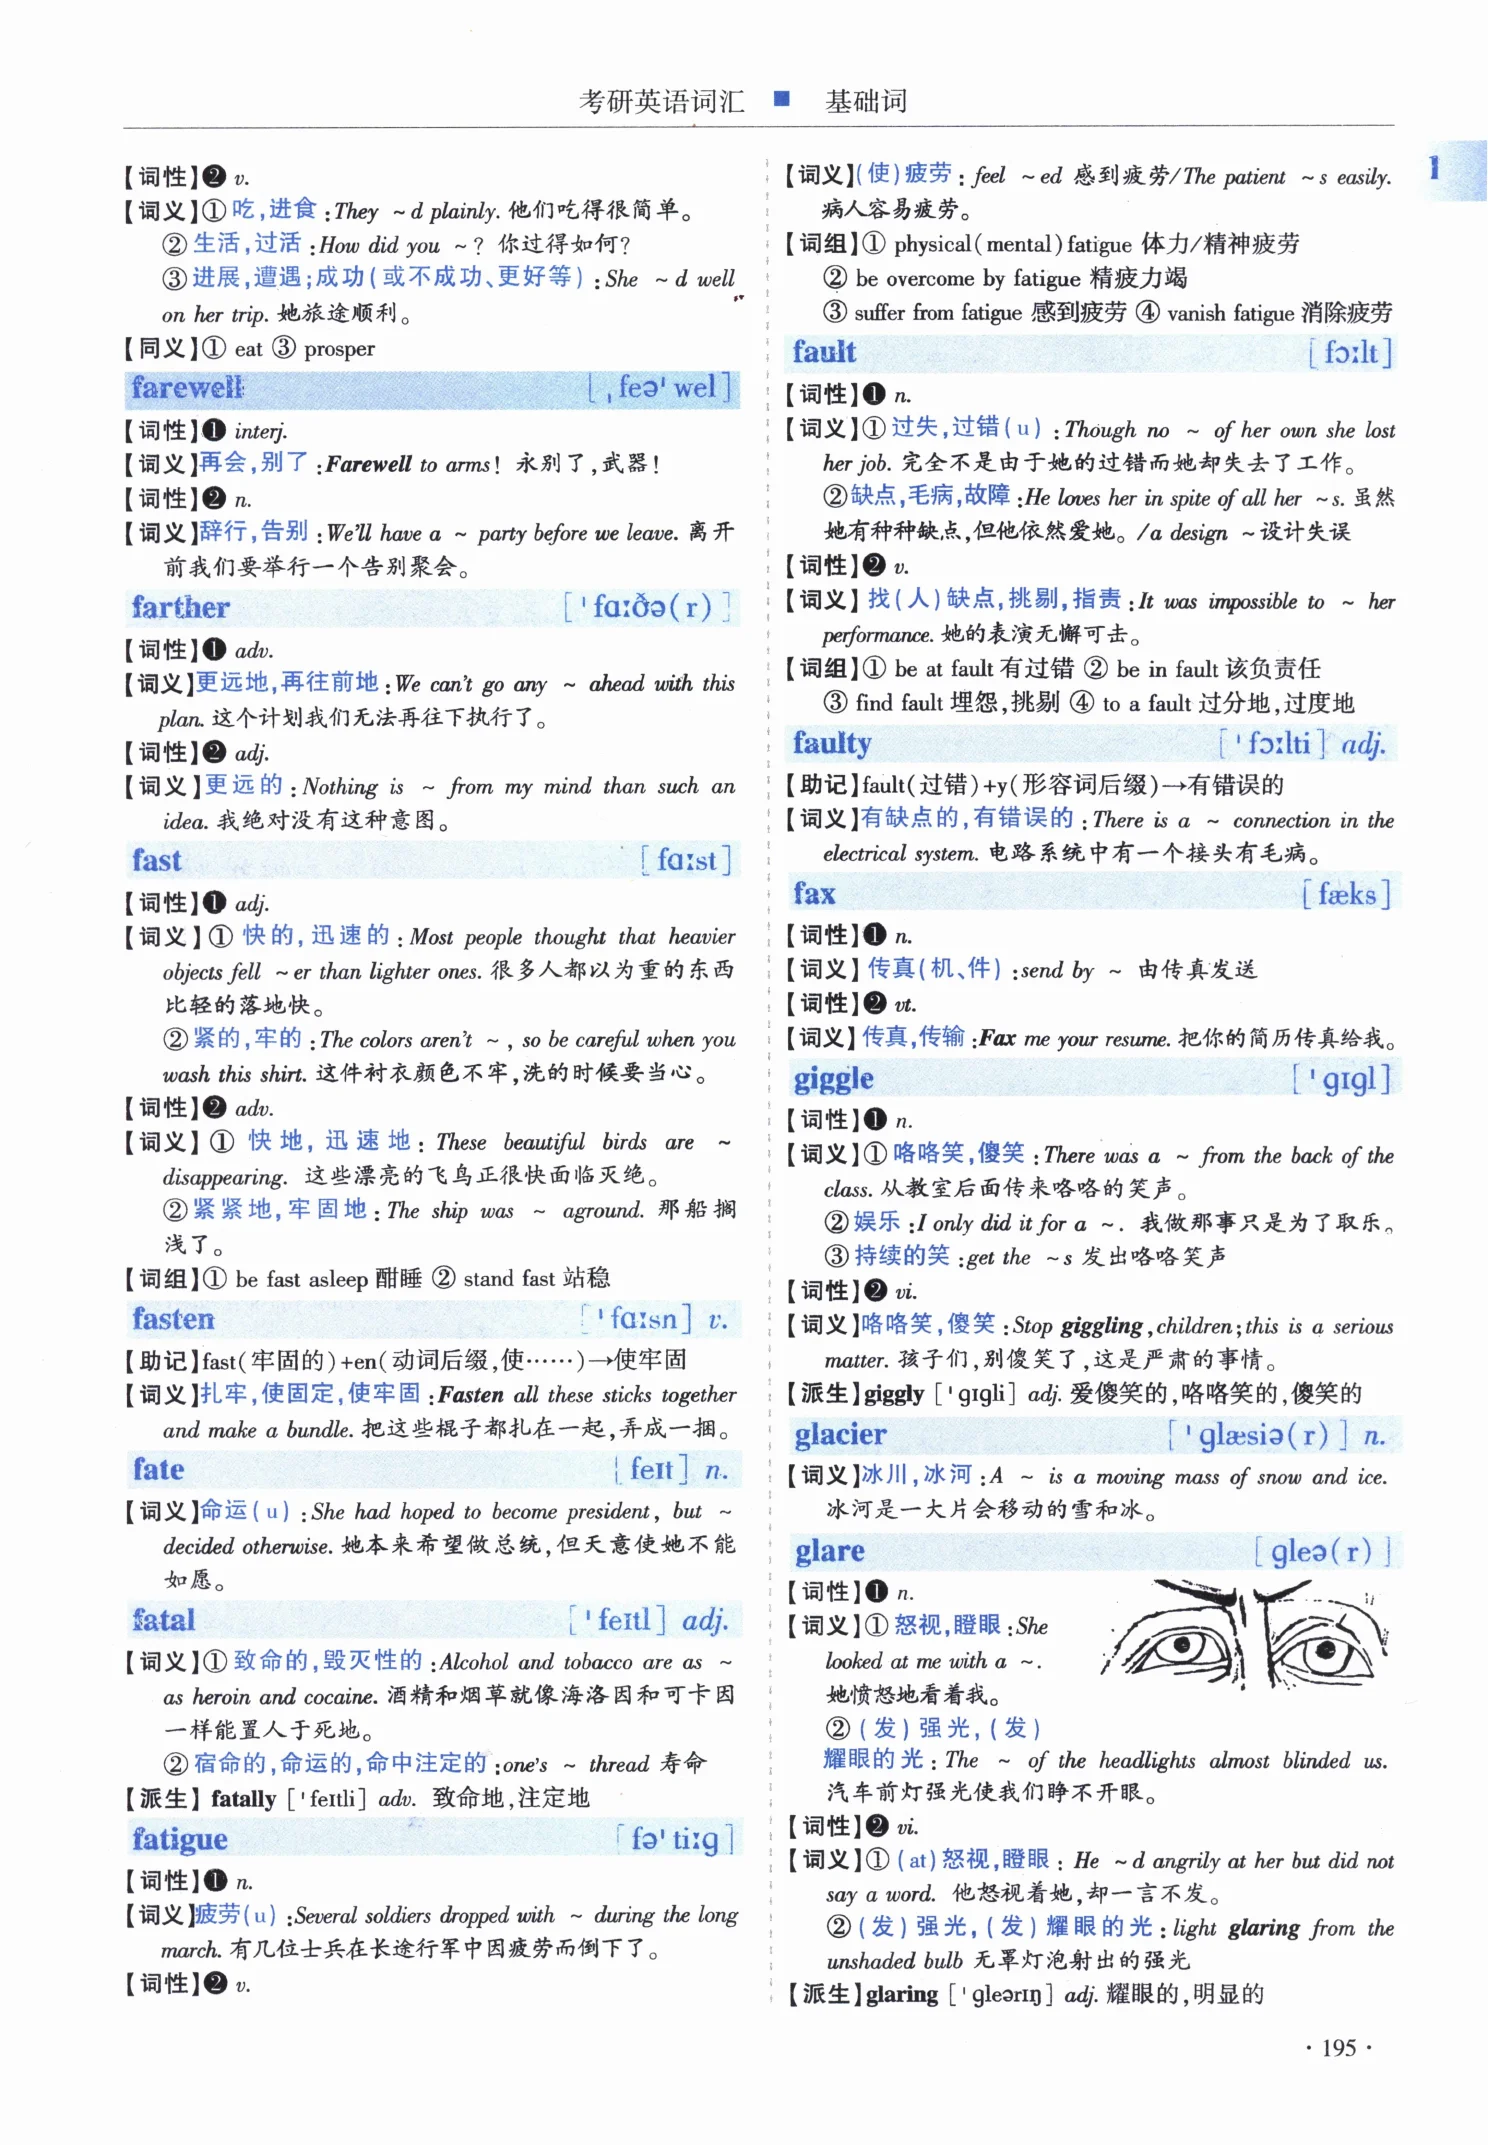 考研英语词汇 ■ 基础词
1
【词性】❷ v.
【词义】①吃,进食:They ~d plainly. 他们吃得很简单。
②生活,过活:How did you ~? 你过得如何?
③进展,遭遇;成功(或不成功、更好等):She ~d well
on her trip. 她旅途顺利。
【同义】① eat ③ prosper
farewell [ˌfeə'wel]
【词性】❶ interj.
【词义】再会,别了:Farewell to arms! 永别了,武器!
【词性】❷ n.
【词义】辞行,告别:We'll have a ~ party before we leave. 离开
前我们要举行一个告别聚会。
farther ['fɑːðə(r)]
【词性】❶ adv.
【词义】更远地,再往前地:We can't go any ~ ahead with this
plan. 这个计划我们无法再往下执行了。
【词性】❷ adj.
【词义】更远的:Nothing is ~ from my mind than such an
idea. 我绝对没有这种意图。
fast [fɑːst]
【词性】❶ adj.
【词义】①快的,迅速的:Most people thought that heavier
objects fell ~er than lighter ones. 很多人都以为重的东西
比轻的落地快。
②紧的,牢的:The colors aren't ~, so be careful when you
wash this shirt. 这件衬衣颜色不牢,洗的时候要当心。
【词性】❷ adv.
【词义】①快地,迅速地:These beautiful birds are ~
disappearing. 这些漂亮的飞鸟正很快面临灭绝。
②紧紧地,牢固地:The ship was ~ aground. 那船搁
浅了。
【词组】① be fast asleep 酣睡 ② stand fast 站稳
fasten ['fɑːsn] v.
【助记】fast(牢固的)+en(动词后缀,使……)→使牢固
【词义】扎牢,使固定,使牢固:Fasten all these sticks together
and make a bundle. 把这些棍子都扎在一起,弄成一捆。
fate [feɪt] n.
【词义】命运(u):She had hoped to become president, but ~
decided otherwise. 她本来希望做总统,但天意使她不能
如愿。
fatal ['feɪtl] adj.
【词义】①致命的,毁灭性的:Alcohol and tobacco are as ~
as heroin and cocaine. 酒精和烟草就像海洛因和可卡因
一样能置人于死地。
②宿命的,命运的,命中注定的:one's ~ thread 寿命
【派生】fatally ['feɪtli] adv. 致命地,注定地
fatigue [fə'tiːg]
【词性】❶ n.
【词义】疲劳(u):Several soldiers dropped with ~ during the long
march. 有几位士兵在长途行军中因疲劳而倒下了。
【词性】❷ v.
【词义】(使)疲劳:feel ~ed 感到疲劳/The patient ~s easily.
病人容易疲劳。
【词组】① physical(mental)fatigue 体力/精神疲劳
② be overcome by fatigue 精疲力竭
③ suffer from fatigue 感到疲劳 ④ vanish fatigue 消除疲劳
fault [fɔːlt]
【词性】❶ n.
【词义】①过失,过错(u):Though no ~ of her own she lost
her job. 完全不是由于她的过错而她却失去了工作。
②缺点,毛病,故障:He loves her in spite of all her ~s. 虽然
她有种种缺点,但他依然爱她。/a design ~设计失误
【词性】❷ v.
【词义】找(人)缺点,挑剔,指责:It was impossible to ~ her
performance. 她的表演无懈可击。
【词组】① be at fault 有过错 ② be in fault 该负责任
③ find fault 埋怨,挑剔 ④ to a fault 过分地,过度地
faulty ['fɔːlti] adj.
【助记】fault(过错)+y(形容词后缀)→有错误的
【词义】有缺点的,有错误的:There is a ~ connection in the
electrical system. 电路系统中有一个接头有毛病。
fax [fæks]
【词性】❶ n.
【词义】传真(机、件):send by ~ 由传真发送
【词性】❷ vt.
【词义】传真,传输:Fax me your resume. 把你的简历传真给我。
giggle ['gɪgl]
【词性】❶ n.
【词义】①咯咯笑,傻笑:There was a ~ from the back of the
class. 从教室后面传来咯咯的笑声。
②娱乐:I only did it for a ~. 我做那事只是为了取乐。
③持续的笑:get the ~s 发出咯咯笑声
【词性】❷ vi.
【词义】咯咯笑,傻笑:Stop giggling,children;this is a serious
matter. 孩子们,别傻笑了,这是严肃的事情。
【派生】giggly ['gɪgli] adj. 爱傻笑的,咯咯笑的,傻笑的
glacier ['glæsiə(r)] n.
【词义】冰川,冰河:A ~ is a moving mass of snow and ice.
冰河是一大片会移动的雪和冰。
glare [gleə(r)]
【词性】❶ n.
【词义】①怒视,瞪眼:She
looked at me with a ~.
她愤怒地看着我。
②(发)强光,(发)
耀眼的光:The ~ of the headlights almost blinded us.
汽车前灯强光使我们睁不开眼。
【词性】❷ vi.
【词义】①(at)怒视,瞪眼:He ~d angrily at her but did not
say a word. 他怒视着她,却一言不发。
②(发)强光,(发)耀眼的光:light glaring from the
unshaded bulb 无罩灯泡射出的强光
【派生】glaring ['gleərɪŋ] adj. 耀眼的,明显的
·195·